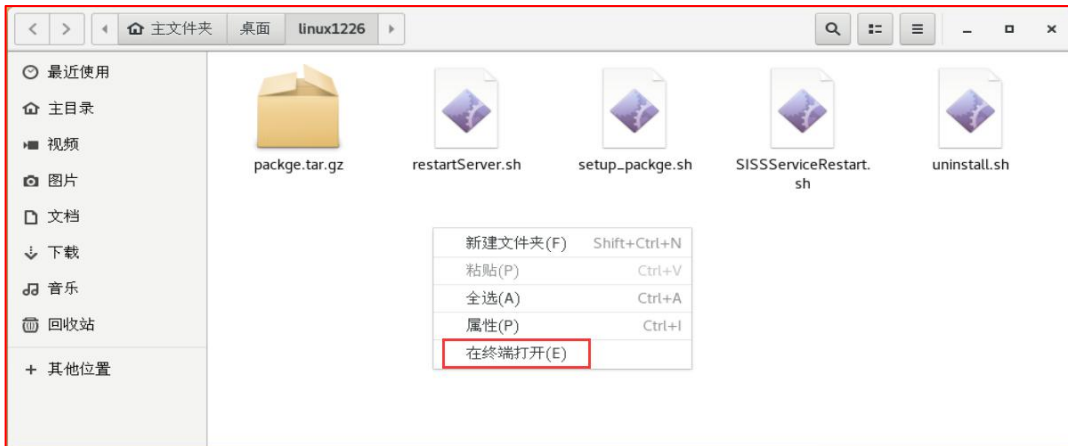 主文件夹 桌面 linux1226
最近使用
主目录
视频
图片
文档
下载
音乐
回收站
其他位置
packge.tar.gz
restartServer.sh
setup_packge.sh
SISSServiceRestart.
sh
uninstall.sh
新建文件夹(F) Shift+Ctrl+N
粘贴(P) Ctrl+V
全选(A) Ctrl+A
属性(P) Ctrl+I
在终端打开(E)